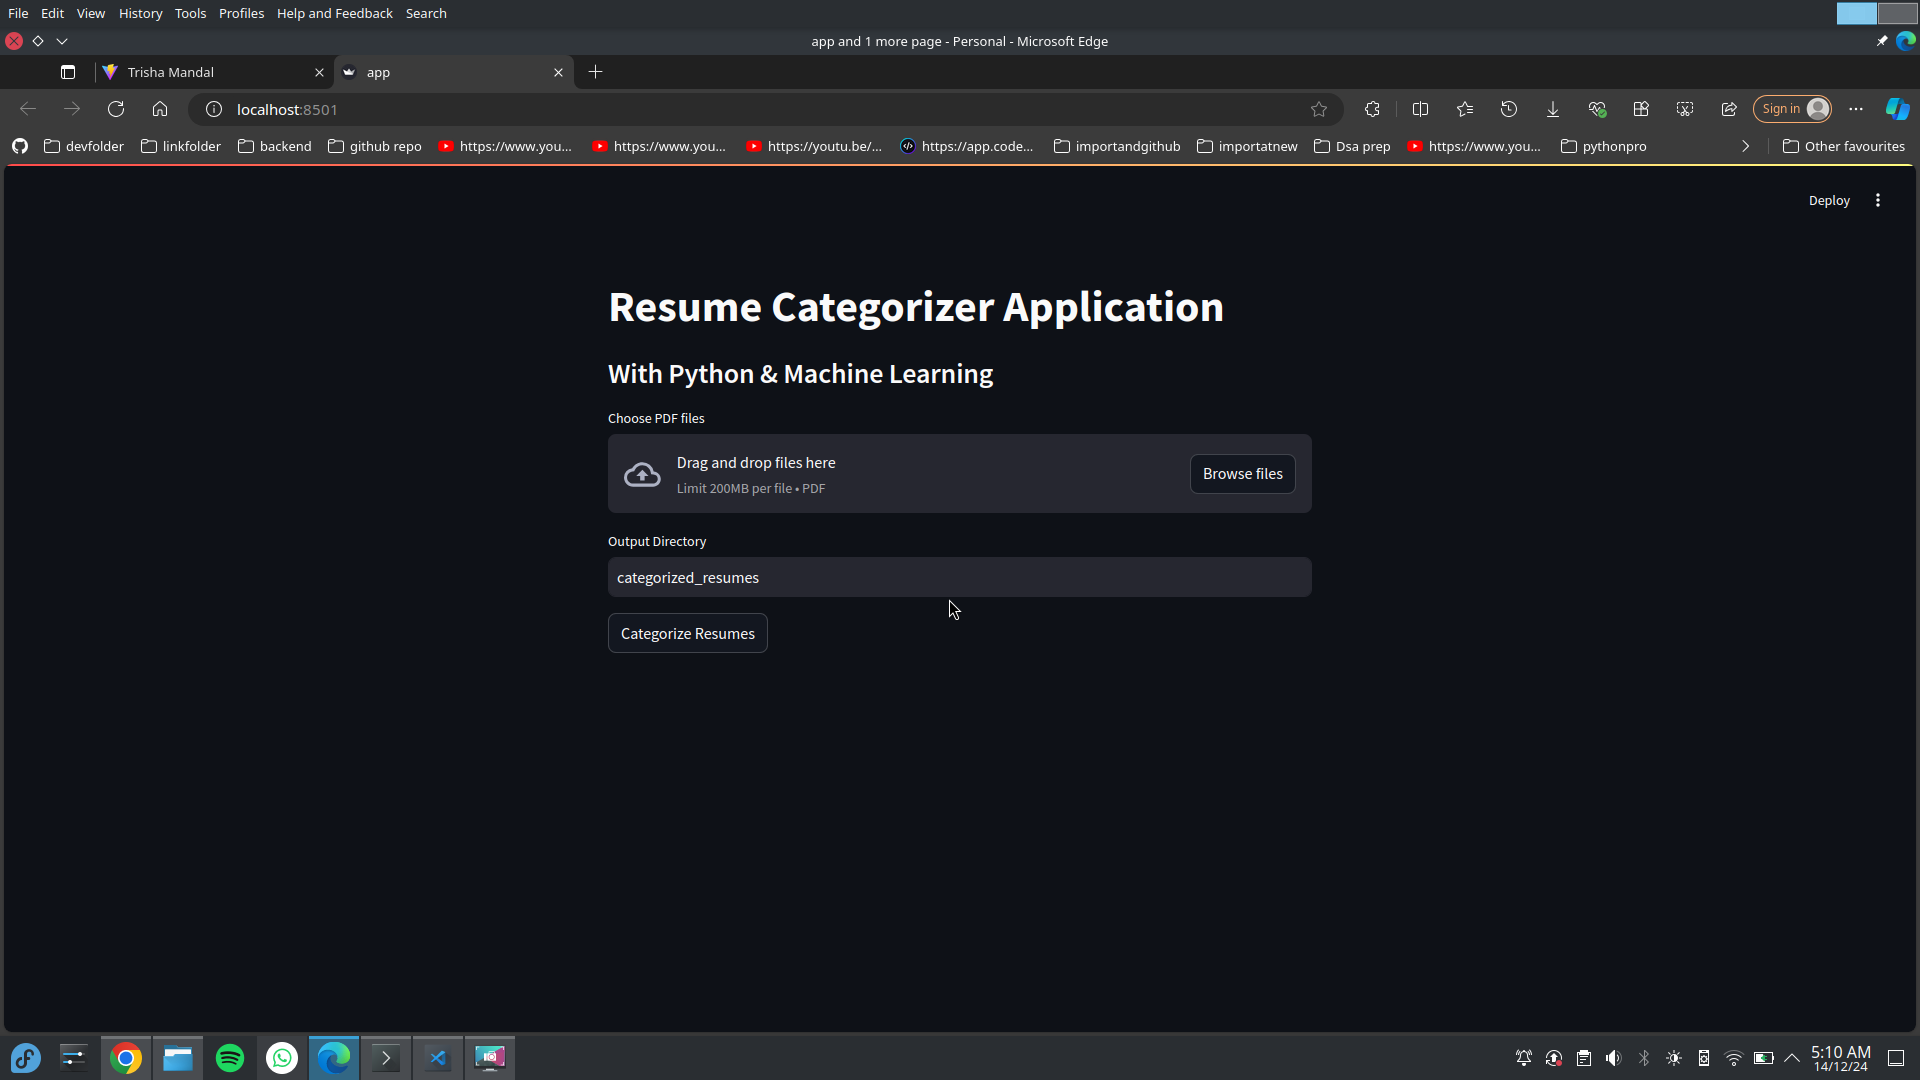 File Edit View History Tools Profiles Help and Feedback Search
app and 1 more page - Personal - Microsoft Edge
Trisha Mandal
app
localhost:8501
Sign in
devfolder linkfolder backend github repo https://www.you... https://www.you... https://youtu.be/... https://app.code... importandgithub importatnew Dsa prep https://www.you... pythonpro Other favourites
Deploy
Resume Categorizer Application
With Python & Machine Learning
Choose PDF files
Drag and drop files here
Limit 200MB per file • PDF
Browse files
Output Directory
categorized_resumes
Categorize Resumes
5:10 AM
14/12/24